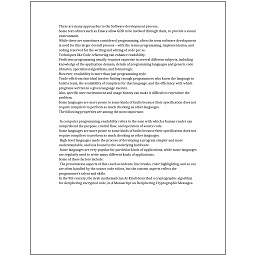 There are many approaches to the Software development process.
Some text editors such as Emacs allow GDB to be invoked through them, to provide a visual environment.
While these are sometimes considered programming, often the term software development is used for this larger overall process – with the terms programming, implementation, and coding reserved for the writing and editing of code per se.
Techniques like Code refactoring can enhance readability.
Proficient programming usually requires expertise in several different subjects, including knowledge of the application domain, details of programming languages and generic code libraries, specialized algorithms, and formal logic.
However, readability is more than just programming style.
Trade-offs from this ideal involve finding enough programmers who know the language to build a team, the availability of compilers for that language, and the efficiency with which programs written in a given language execute.
Also, specific user environment and usage history can make it difficult to reproduce the problem.
Some languages are more prone to some kinds of faults because their specification does not require compilers to perform as much checking as other languages.
The following properties are among the most important:
In computer programming, readability refers to the ease with which a human reader can comprehend the purpose, control flow, and operation of source code.
Some languages are more prone to some kinds of faults because their specification does not require compilers to perform as much checking as other languages.
High-level languages made the process of developing a program simpler and more understandable, and less bound to the underlying hardware.
Some languages are very popular for particular kinds of applications, while some languages are regularly used to write many different kinds of applications.
Some of these factors include:
The presentation aspects of this (such as indents, line breaks, color highlighting, and so on) are often handled by the source code editor, but the content aspects reflect the programmer's talent and skills.
In the 9th century, the Arab mathematician Al-Kindi described a cryptographic algorithm for deciphering encrypted code, in A Manuscript on Deciphering Cryptographic Messages.